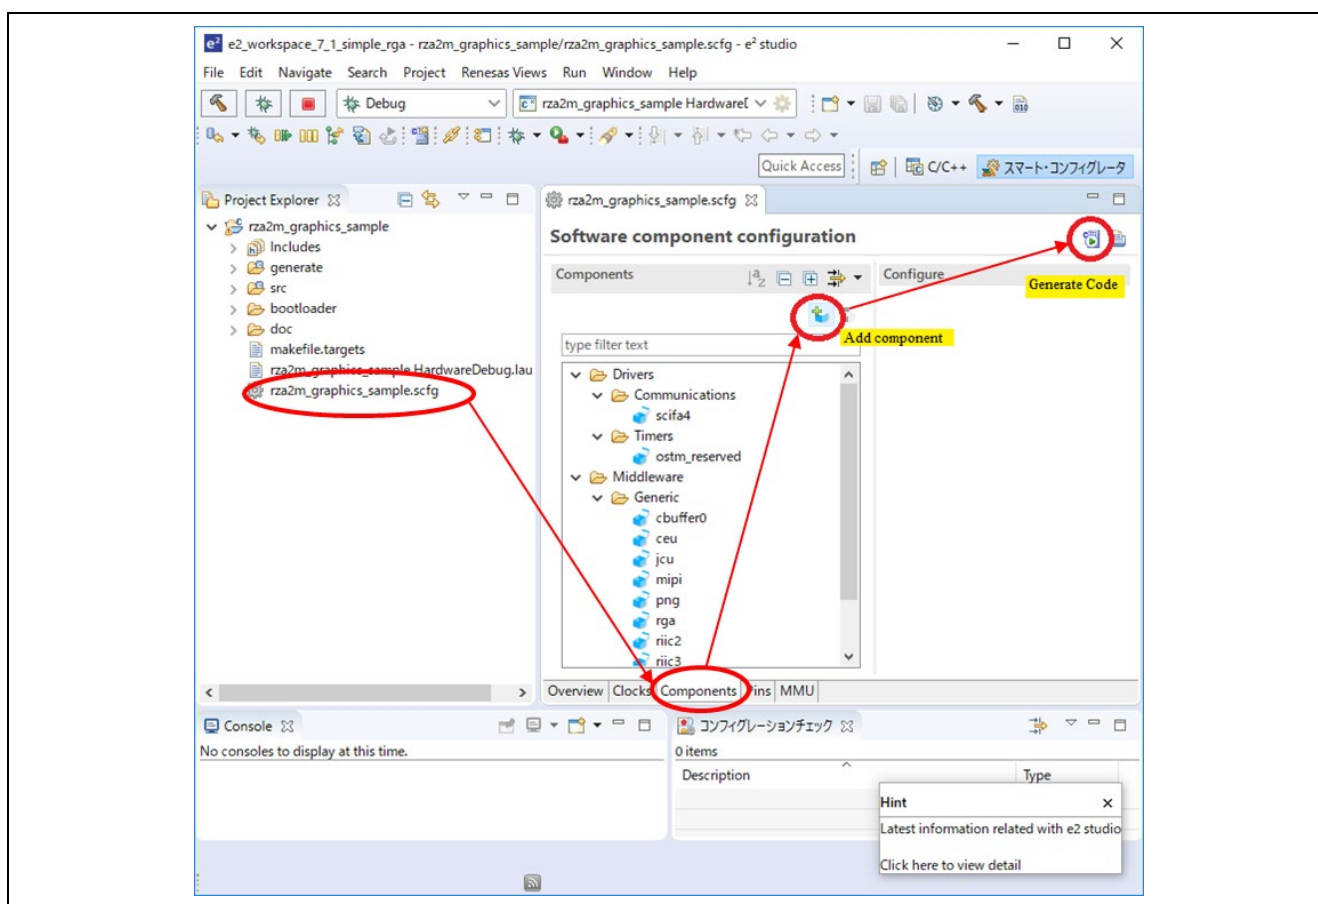 e² e2_workspace_7_1_simple_rga - rza2m_graphics_sample/rza2m_graphics_sample.scfg - e² studio
File Edit Navigate Search Project Renesas Views Run Window Help
Debug
rza2m_graphics_sample Hardware
Quick Access
C/C++
スマート・コンフィグレータ
Project Explorer
rza2m_graphics_sample
Includes
generate
src
bootloader
doc
makefile.targets
rza2m_graphics_sample HardwareDebug.lau
rza2m_graphics_sample.scfg
rza2m_graphics_sample.scfg
Software component configuration
Components
Configure
Generate Code
Add component
type filter text
Drivers
Communications
scifa4
Timers
ostm_reserved
Middleware
Generic
cbuffer0
ceu
jcu
mipi
png
rga
riic2
riic3
Overview Clocks Components Pins MMU
Console
No consoles to display at this time.
コンフィグレーションチェック
0 items
Description Type
Hint
Latest information related with e2 studio
Click here to view detail